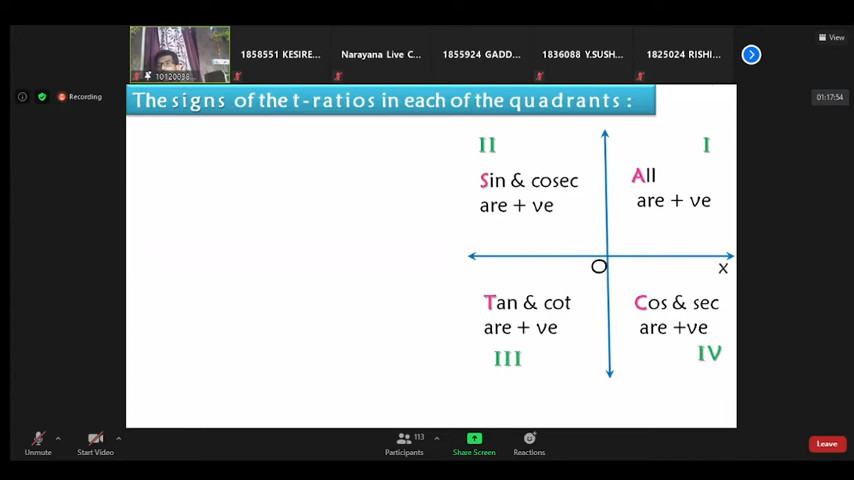 1858551 KESIRE...
Narayana Live C...
1855924 GADD...
1836088 Y.SUSH...
1825024 RISHI...
View
10120038...
Recording
01:17:54
The signs of the t-ratios in each of the quadrants :
II
I
Sin & cosec
are + ve
All
are + ve
O
x
Tan & cot
are + ve
III
Cos & sec
are +ve
IV
Unmute
Start Video
Participants
113
Share Screen
Reactions
Leave